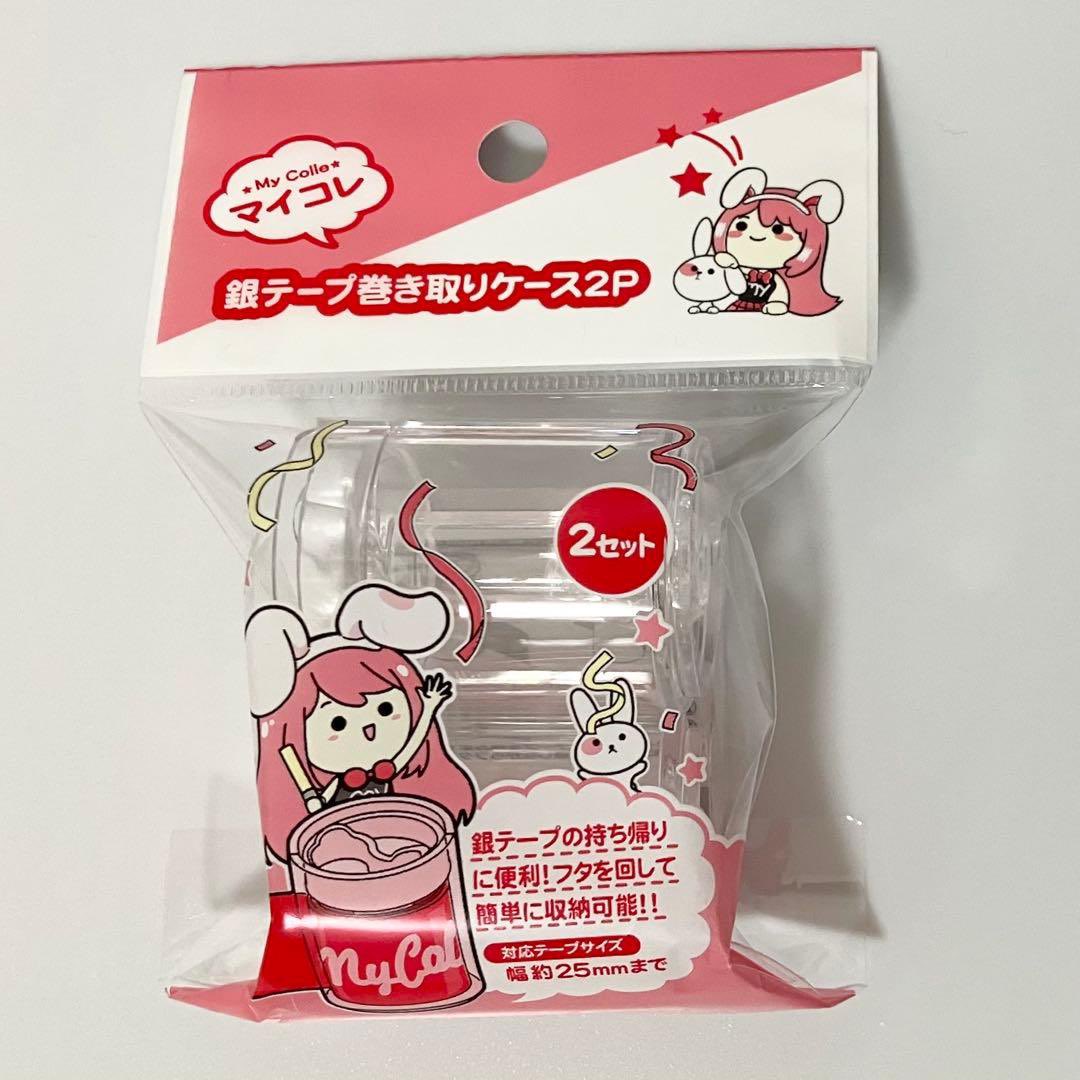 ★My Colle★
マイコレ
銀テープ巻き取りケース2P
MY
2セット
銀テープの持ち帰り
に便利!フタを回して
簡単に収納可能!!
対応テープサイズ
幅約25mmまで
MyCol